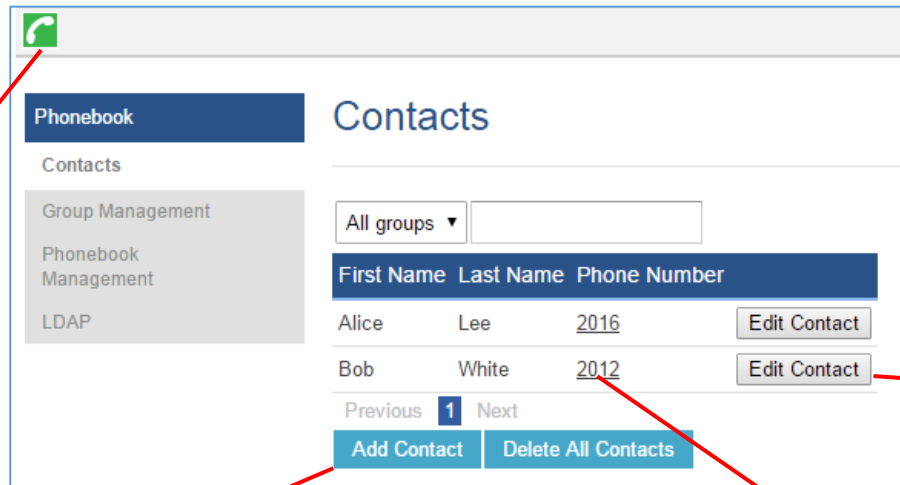 Phonebook
Contacts
Group Management
Phonebook
Management
LDAP
Contacts
All groups
First Name Last Name Phone Number
Alice Lee 2016 Edit Contact
Bob White 2012 Edit Contact
Previous 1 Next
Add Contact Delete All Contacts